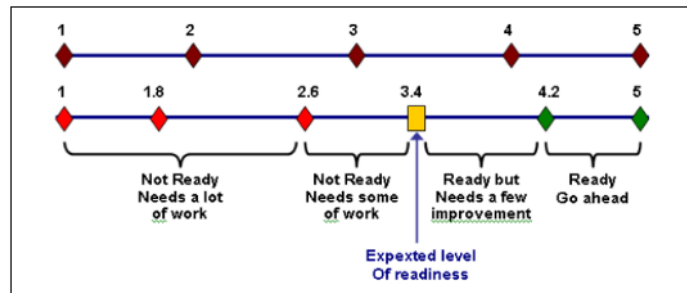 1 2 3 4 5
1 1.8 2.6 3.4 4.2 5
Not Ready
Needs a lot
of work
Not Ready
Needs some
of work
Ready but
Needs a few
improvement
Ready
Go ahead
Expexted level
Of readiness